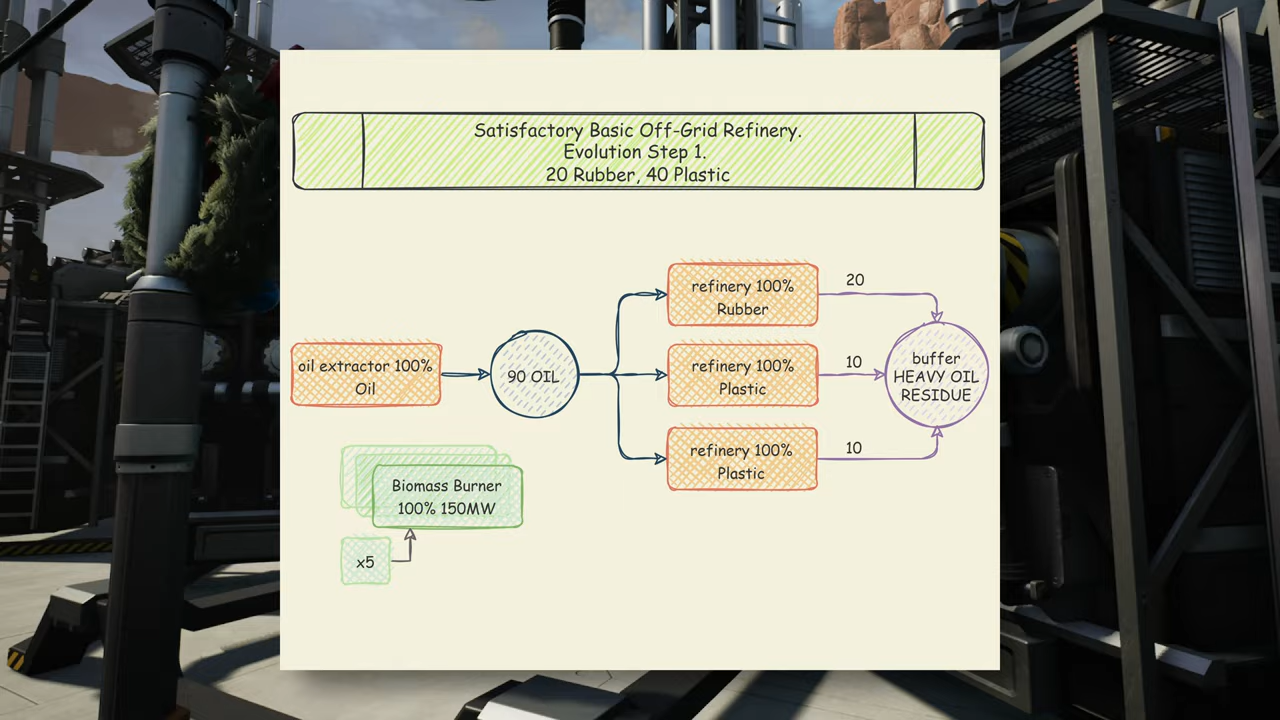 Satisfactory Basic Off-Grid Refinery.
Evolution Step 1.
20 Rubber, 40 Plastic
oil extractor 100%
Oil
90 OIL
refinery 100%
Rubber
20
refinery 100%
Plastic
10
refinery 100%
Plastic
10
buffer
HEAVY OIL
RESIDUE
Biomass Burner
100% 150MW
x5